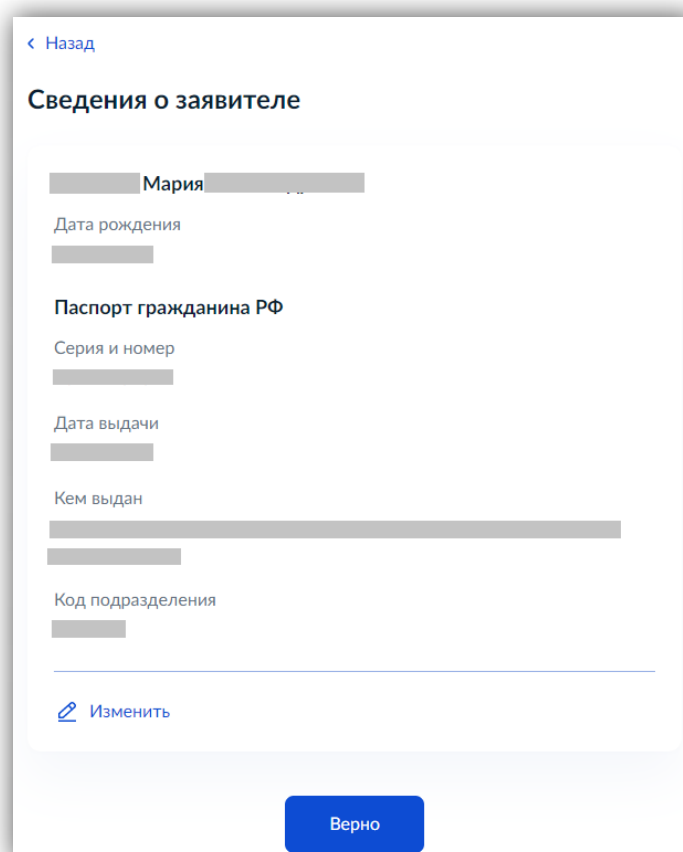 Назад
Сведения о заявителе
Мария
Дата рождения
Паспорт гражданина РФ
Серия и номер
Дата выдачи
Кем выдан
Код подразделения
Изменить
Верно